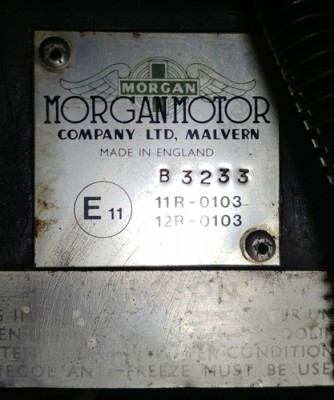 MORGAN
MORGAN MOTOR
COMPANY LTD, MALVERN
MADE IN ENGLAND
B 3233
E 11
11R-0103
12R-0103
COOLI
CONDITION
FREEZE MUST BE USE